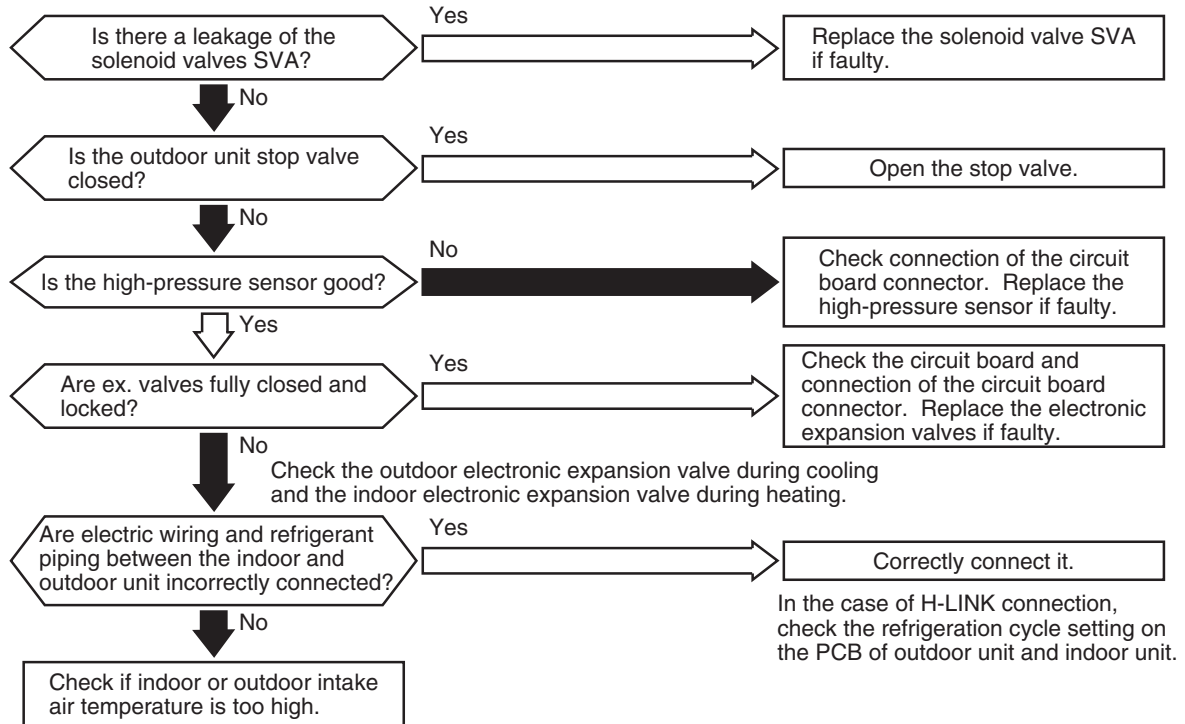 Yes
Is there a leakage of the
solenoid valves SVA?
Replace the solenoid valve SVA
if faulty.
No
Yes
Is the outdoor unit stop valve
closed?
Open the stop valve.
No
No
Is the high-pressure sensor good?
Check connection of the circuit
board connector. Replace the
high-pressure sensor if faulty.
Yes
Yes
Are ex. valves fully closed and
locked?
Check the circuit board and
connection of the circuit board
connector. Replace the electronic
expansion valves if faulty.
No
Check the outdoor electronic expansion valve during cooling
and the indoor electronic expansion valve during heating.
Yes
Are electric wiring and refrigerant
piping between the indoor and
outdoor unit incorrectly connected?
Correctly connect it.
In the case of H-LINK connection,
check the refrigeration cycle setting on
the PCB of outdoor unit and indoor unit.
No
Check if indoor or outdoor intake
air temperature is too high.